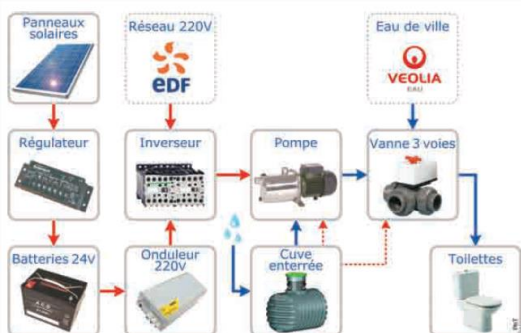 Panneaux
solaires
Réseau 220V
eDF
Eau de ville
VEOLIA
EAU
Régulateur
Inverseur
Pompe
Vanne 3 voies
Batteries 24v
Onduleur
220V
Cuve
enterrée
Toilettes